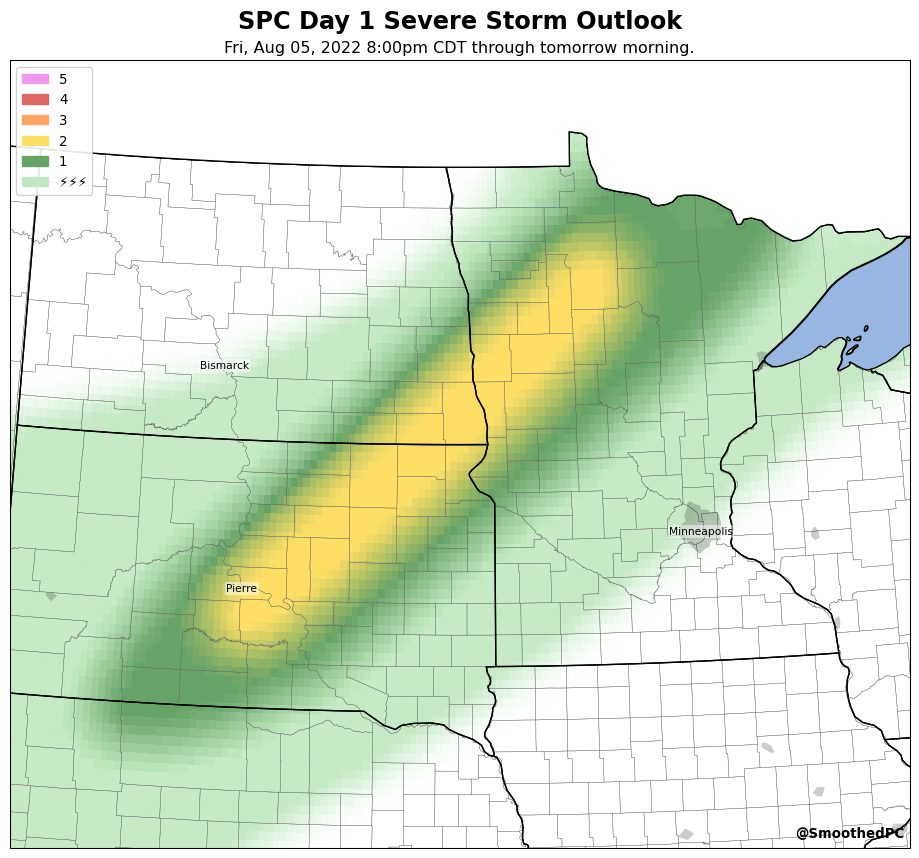 SPC Day 1 Severe Storm Outlook
Fri, Aug 05, 2022 8:00pm CDT through tomorrow morning.
5
4
3
2
1
⚡⚡⚡
Bismarck
Minneapolis
Pierre
@SmoothedPC